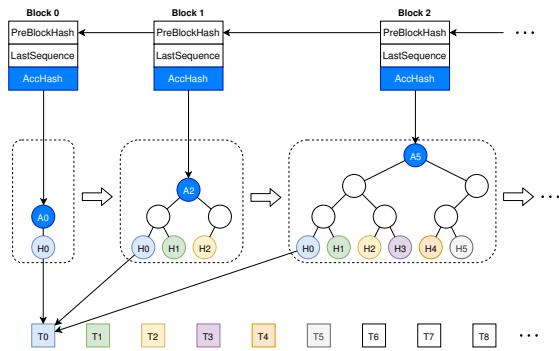 Block 0 Block 1 Block 2
PreBlockHash PreBlockHash PreBlockHash ...
LastSequence LastSequence LastSequence
AccHash AccHash AccHash
A5
A2
A0
...
H0 H0 H1 H2 H0 H1 H2 H3 H4 H5
T0 T1 T2 T3 T4 T5 T6 T7 T8 ...